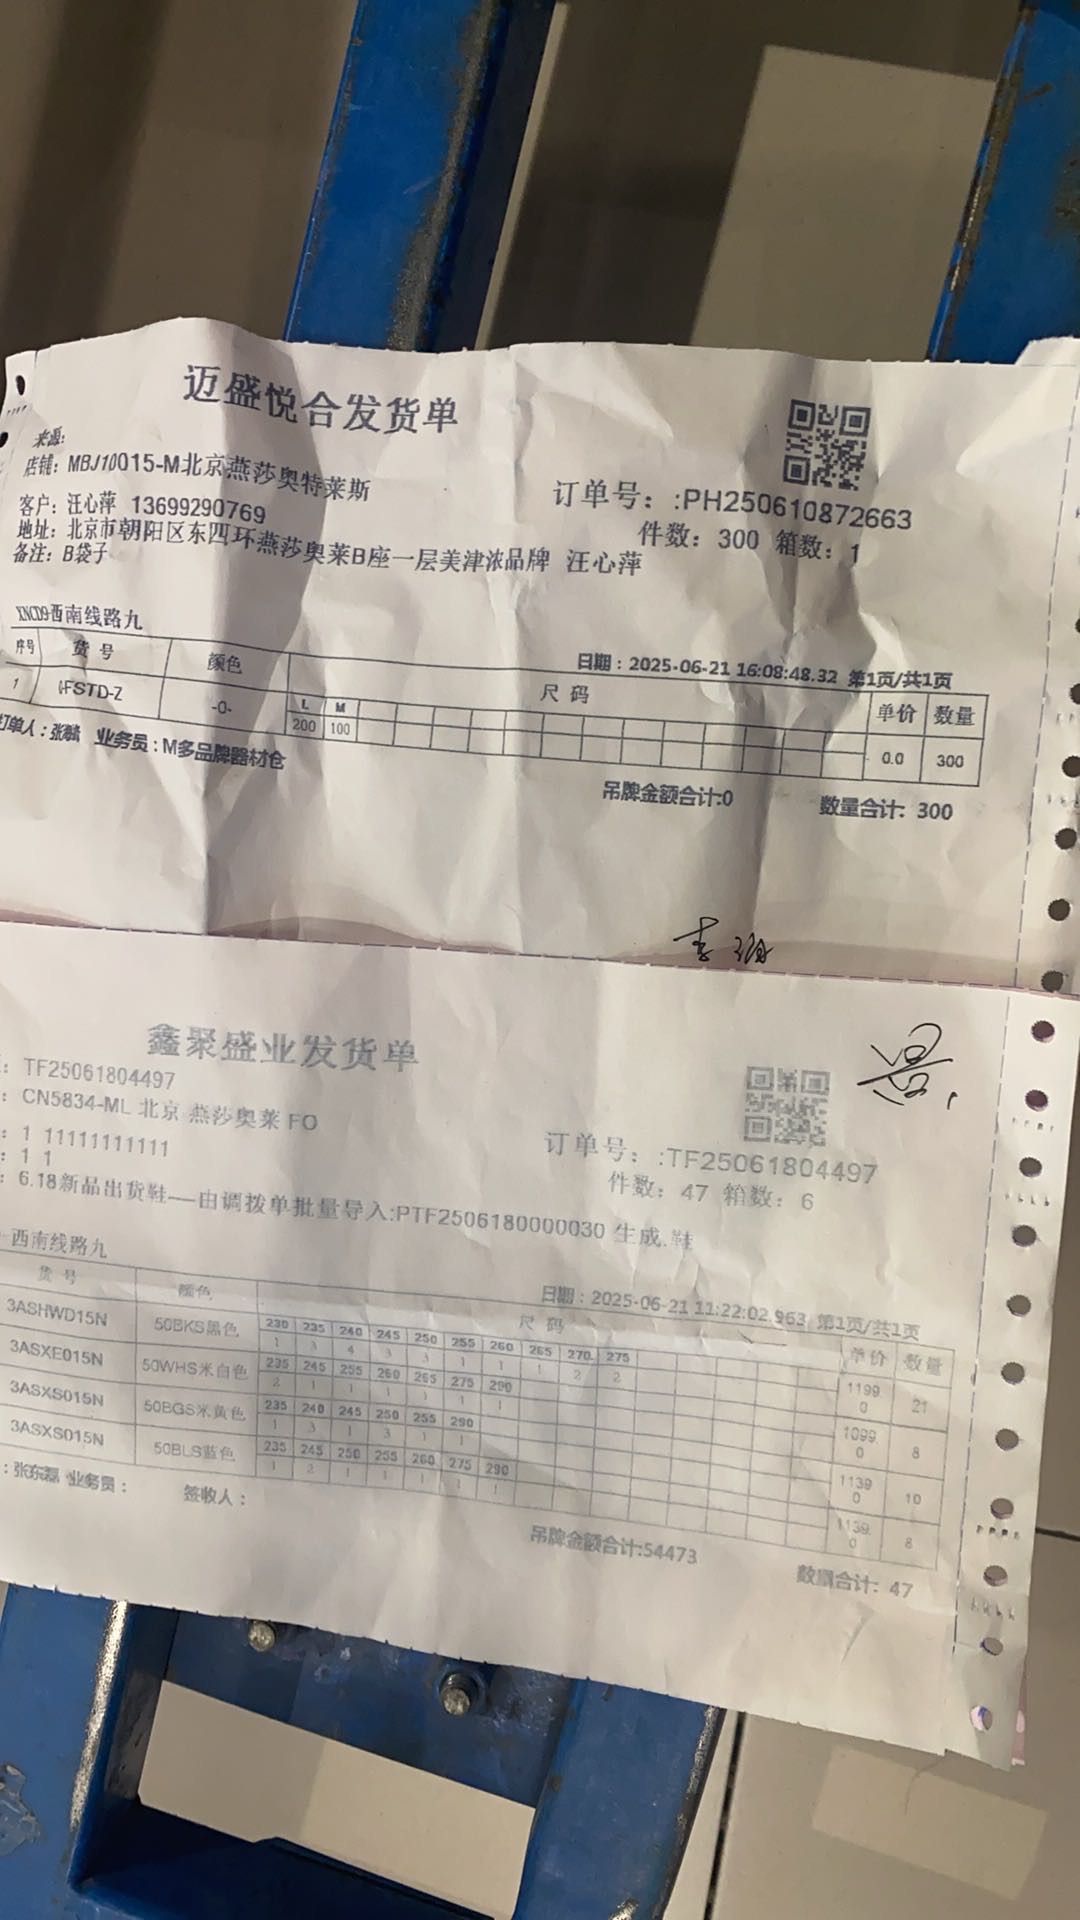 迈盛悦合发货单
来源:
店铺: MBJ10015-M北京燕莎奥特莱斯
订单号: :PH250610872663
客户: 汪心萍 13699290769
件数: 300 箱数: 1
地址: 北京市朝阳区东四环燕莎奥莱B座一层美津浓品牌 汪心萍
备注: B袋子
XNCD9-西南线路九
日期: 2025-06-21 16:08:48.32 第1页/共1页
序号 货号 颜色 尺码 单价 数量
L M
1 -FSTD-Z -0- 200 100 0.0 300
打单人: 业务员: M多品牌器材仓
吊牌金额合计:0 数量合计: 300
鑫聚盛业发货单
: TF25061804497
: CN5834-ML 北京 燕莎奥莱 FO
订单号: :TF25061804497
: 1 11111111111
件数: 47 箱数: 6
: 1 1
: 6.18新品出货鞋——由调拨单批量导入:PTF2506180000030 生成.鞋
西南线路九
日期: 2025-06-21 11:22:02.963 第1页/共1页
货号 颜色 尺码 单价 数量
230 235 240 245 250 255 260 265 270 275
3ASHWD15N 50BKS黑色 1 3 4 3 3 1 1 1 2 2 1199.0 21
235 245 255 260 265 275 290
3ASXE015N 50WHS米白色 2 1 1 1 1 1 1 1099.0 8
235 240 245 250 255 290
3ASXS015N 50BGS米黄色 1 3 1 3 1 1 1139.0 10
235 245 250 255 260 275 290
3ASXS015N 50BLS蓝色 1 2 1 1 1 1 1 1139.0 8
: 张东磊 业务员: 签收人:
吊牌金额合计:54473 数量合计: 47